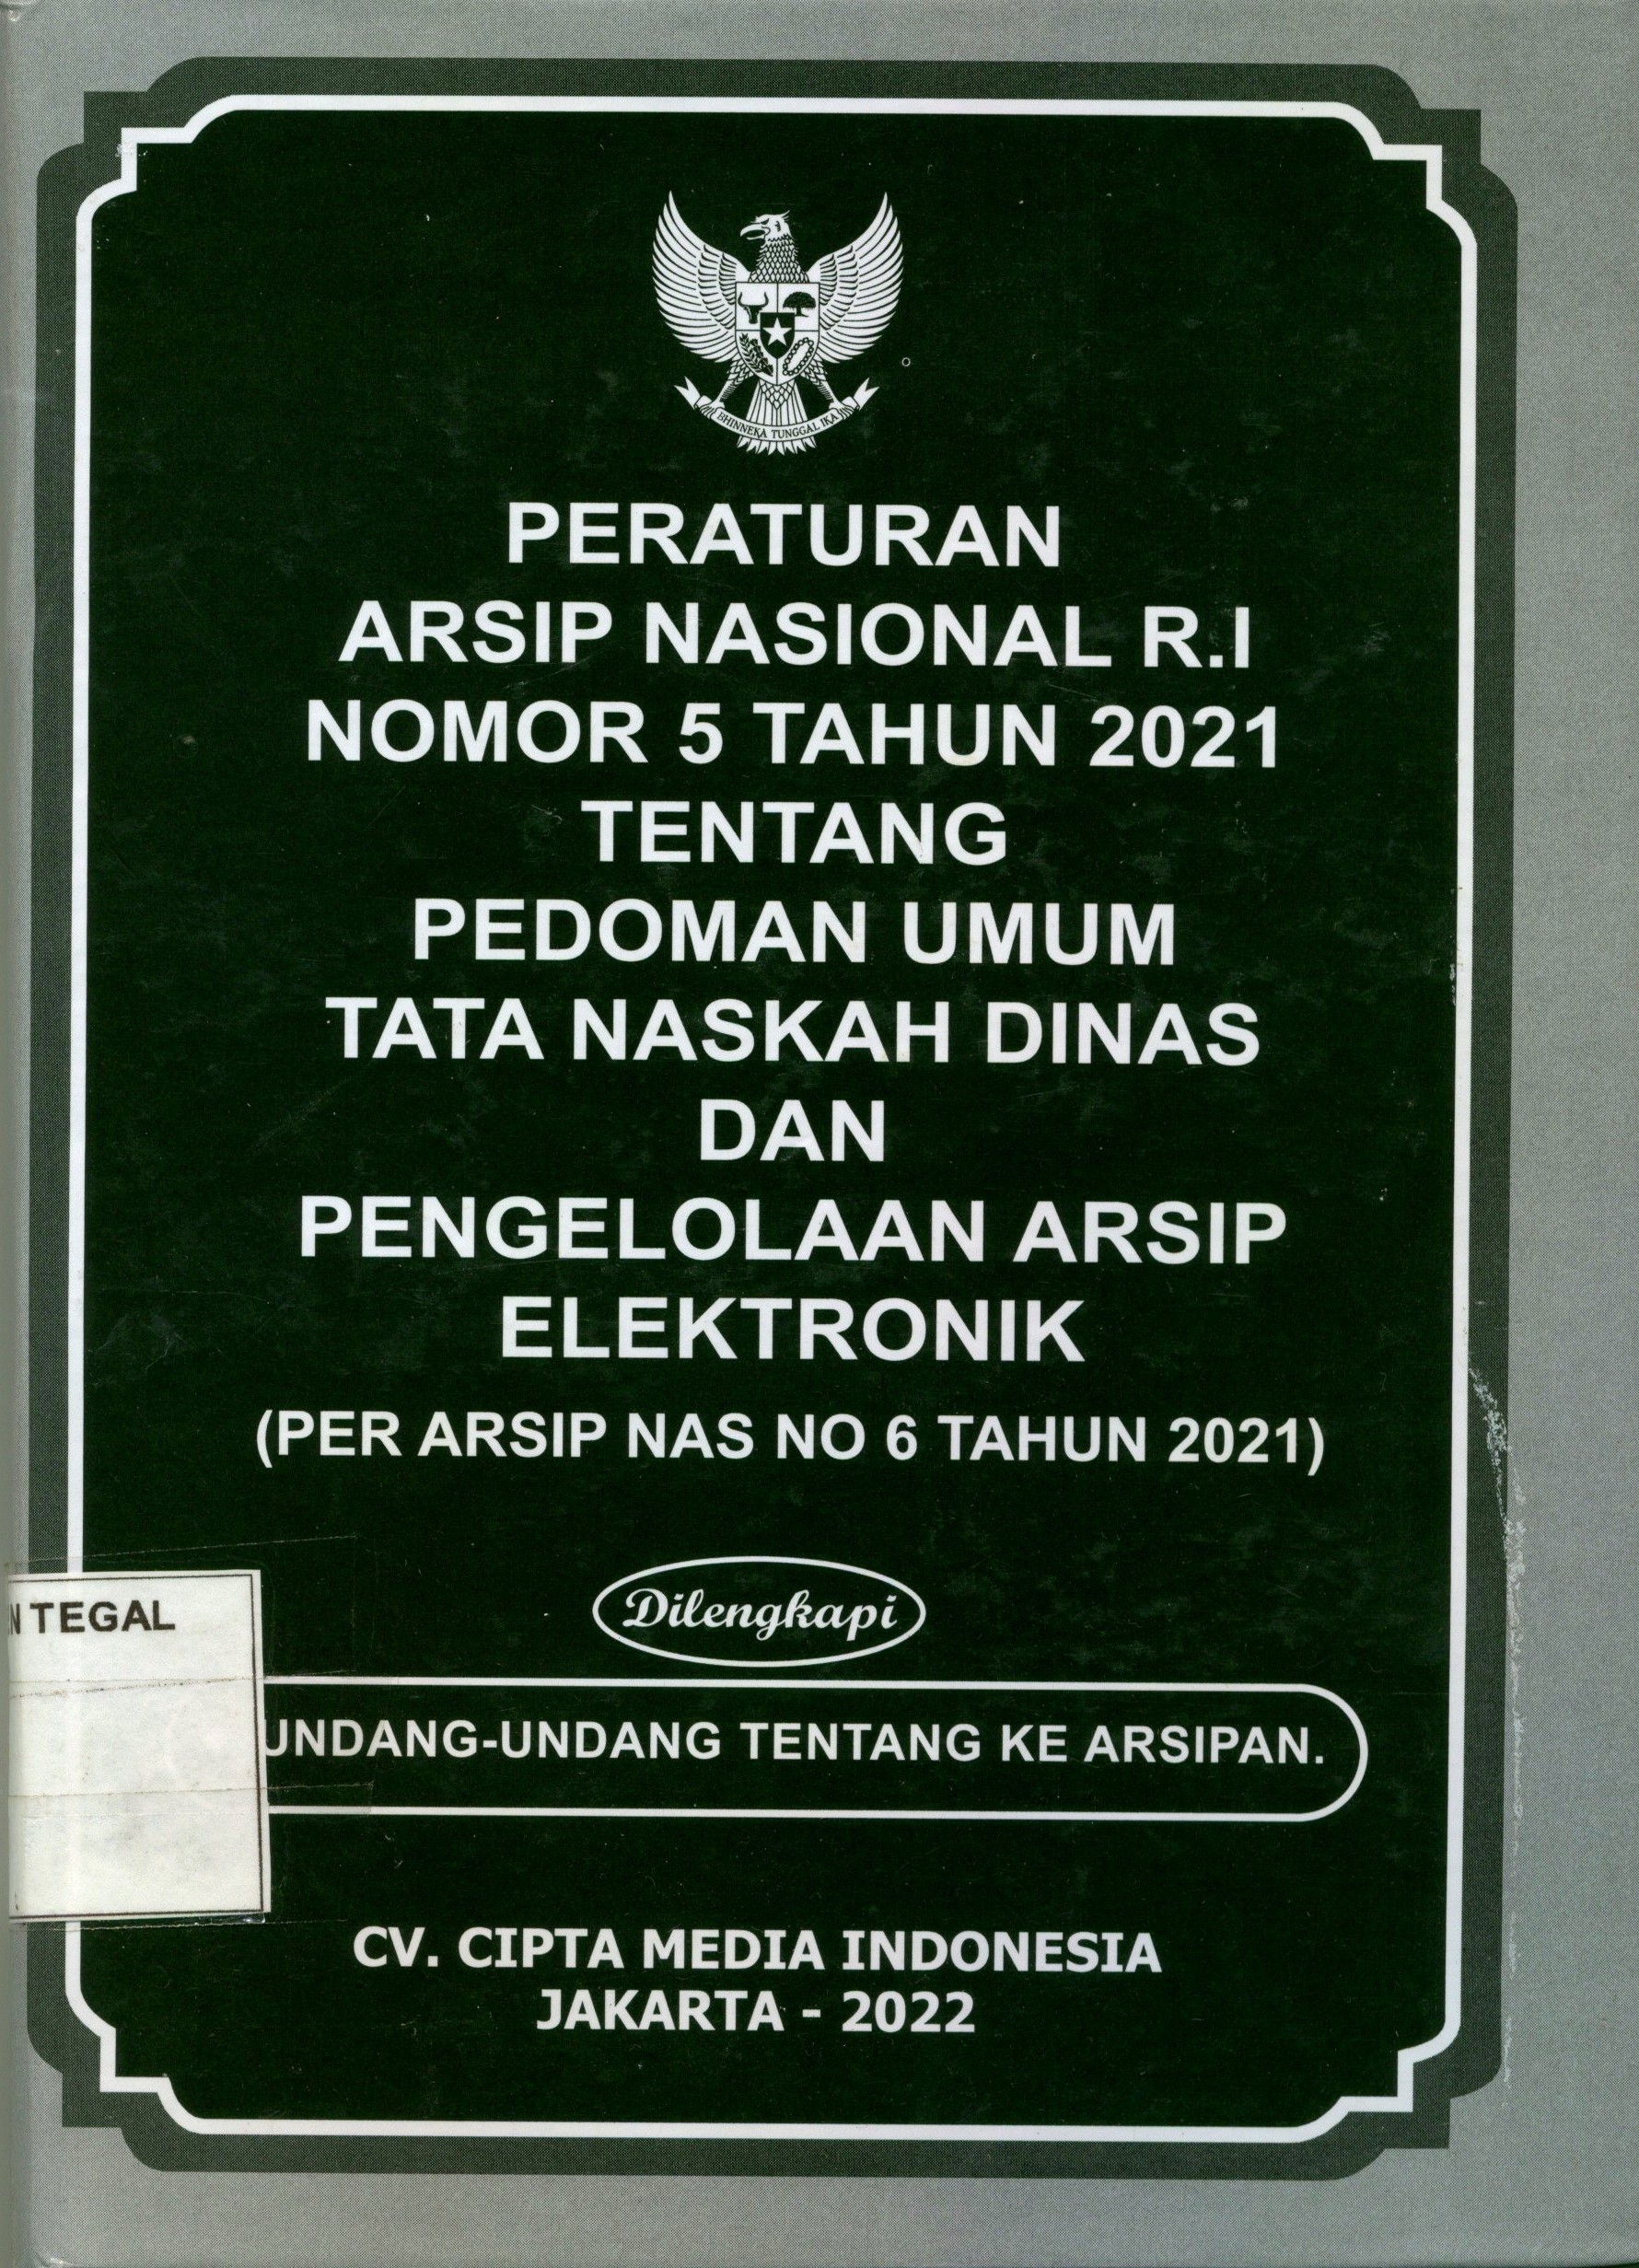 BHINNEKA TUNGGAL IKA
PERATURAN
ARSIP NASIONAL R.I
NOMOR 5 TAHUN 2021
TENTANG
PEDOMAN UMUM
TATA NASKAH DINAS
DAN
PENGELOLAAN ARSIP
ELEKTRONIK
(PER ARSIP NAS NO 6 TAHUN 2021)
Dilengkapi
N TEGAL
UNDANG-UNDANG TENTANG KE ARSIPAN.
CV. CIPTA MEDIA INDONESIA
JAKARTA - 2022